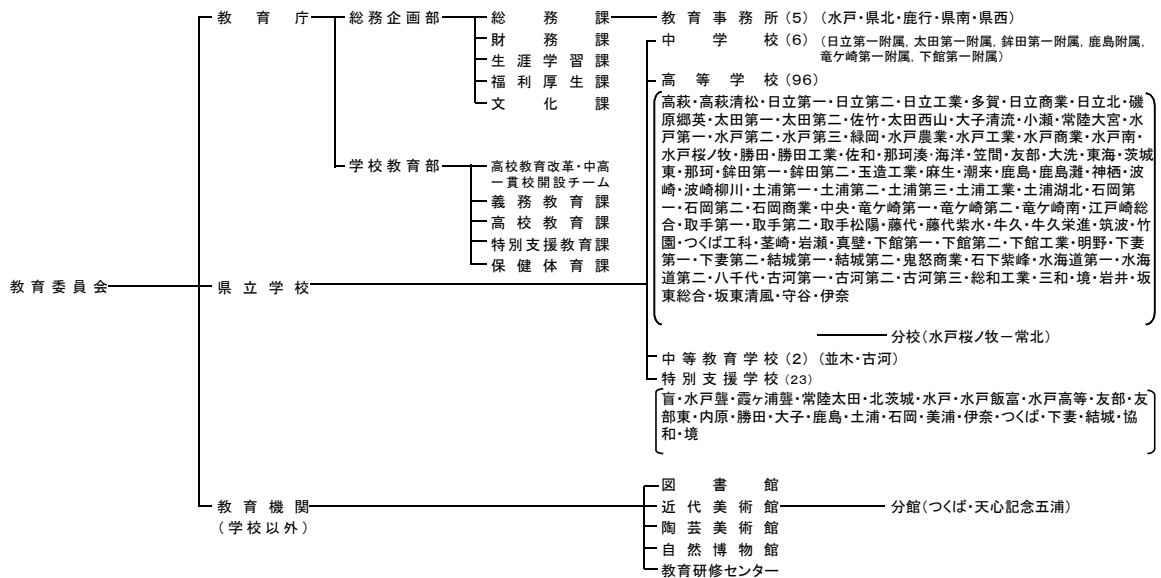 教育庁 総務企画部 総務課 教育事務所(5) (水戸・県北・鹿行・県南・県西)
財務課 中学校(6) (日立第一附属, 太田第一附属, 鉾田第一附属, 鹿島附属,
生涯学習課 竜ケ崎第一附属, 下館第一附属)
福利厚生課 高等学校(96)
文化課
高萩・高萩清松・日立第一・日立第二・日立工業・多賀・日立商業・日立北・磯
原郷英・太田第一・太田第二・佐竹・太田西山・大子清流・小瀬・常陸大宮・水
戸第一・水戸第二・水戸第三・緑岡・水戸農業・水戸工業・水戸商業・水戸南・
水戸桜ノ牧・勝田・勝田工業・佐和・那珂湊・海洋・笠間・友部・大洗・東海・茨城
東・那珂・鉾田第一・鉾田第二・玉造工業・麻生・潮来・鹿島・鹿島灘・神栖・波
崎・波崎柳川・土浦第一・土浦第二・土浦第三・土浦工業・土浦湖北・石岡第
一・石岡第二・石岡商業・中央・竜ケ崎第一・竜ケ崎第二・竜ケ崎南・江戸崎総
合・取手第一・取手第二・取手松陽・藤代・藤代紫水・牛久・牛久栄進・筑波・竹
園・つくば工科・茎崎・岩瀬・真壁・下館第一・下館第二・下館工業・明野・下妻
第一・下妻第二・結城第一・結城第二・鬼怒商業・石下紫峰・水海道第一・水海
道第二・八千代・古河第一・古河第二・古河第三・総和工業・三和・境・岩井・坂
東総合・坂東清風・守谷・伊奈
学校教育部 高校教育改革・中高
一貫校開設チーム
義務教育課
高校教育課
特別支援教育課
保健体育課
教育委員会 県立学校
分校(水戸桜ノ牧－常北)
中等教育学校(2) (並木・古河)
特別支援学校(23)
盲・水戸聾・霞ヶ浦聾・常陸太田・北茨城・水戸・水戸飯富・水戸高等・友部・友
部東・内原・勝田・大子・鹿島・土浦・石岡・美浦・伊奈・つくば・下妻・結城・協
和・境
図書館
教育機関 近代美術館 分館(つくば・天心記念五浦)
(学校以外) 陶芸美術館
自然博物館
教育研修センター